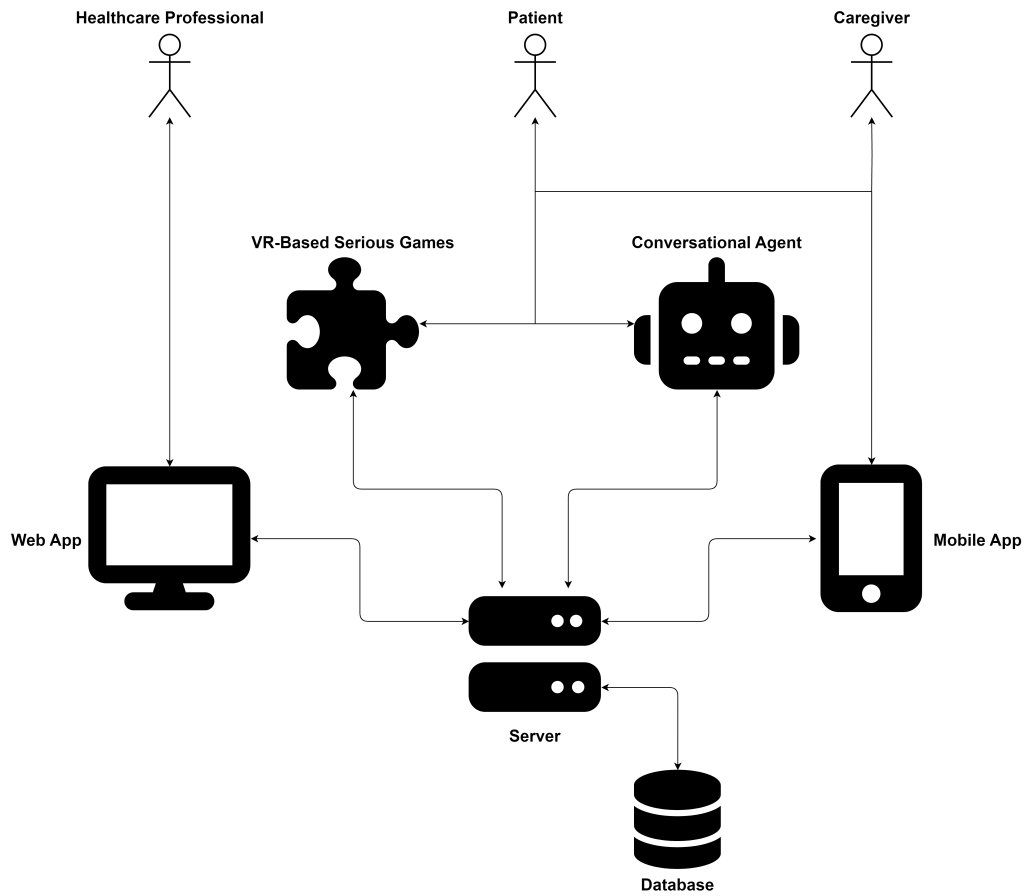 Healthcare Professional
Patient
Caregiver
VR-Based Serious Games
Conversational Agent
Web App
Mobile App
Server
Database